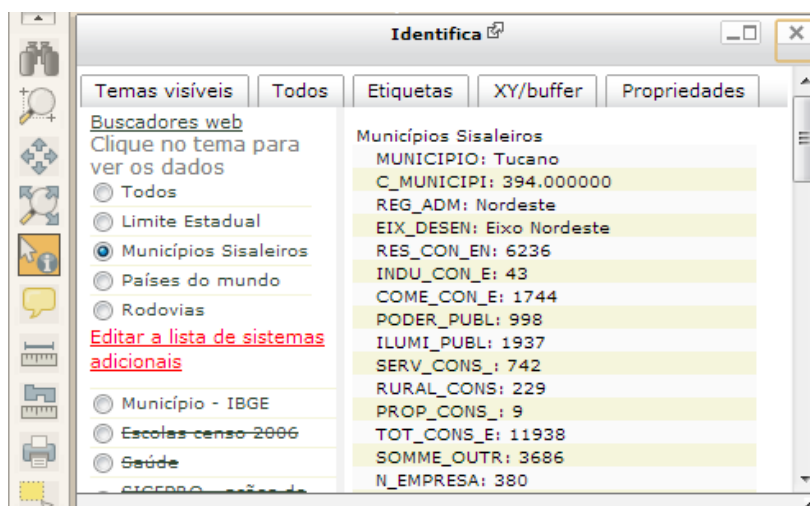 Identifica
Temas visíveis
Todos
Etiquetas
XY/buffer
Propriedades
Buscadores web
Clique no tema para
ver os dados
Todos
Limite Estadual
Municípios Sisaleiros
Países do mundo
Rodovias
Editar a lista de sistemas
adicionais
Município - IBGE
Escolas censo 2006
Saúde
Municípios Sisaleiros
MUNICIPIO: Tucano
C_MUNICIPI: 394.000000
REG_ADM: Nordeste
EIX_DESEN: Eixo Nordeste
RES_CON_EN: 6236
INDU_CON_E: 43
COME_CON_E: 1744
PODER_PUBL: 998
ILUMI_PUBL: 1937
SERV_CONS_: 742
RURAL_CONS: 229
PROP_CONS_: 9
TOT_CONS_E: 11938
SOMME_OUTR: 3686
N_EMPRESA: 380